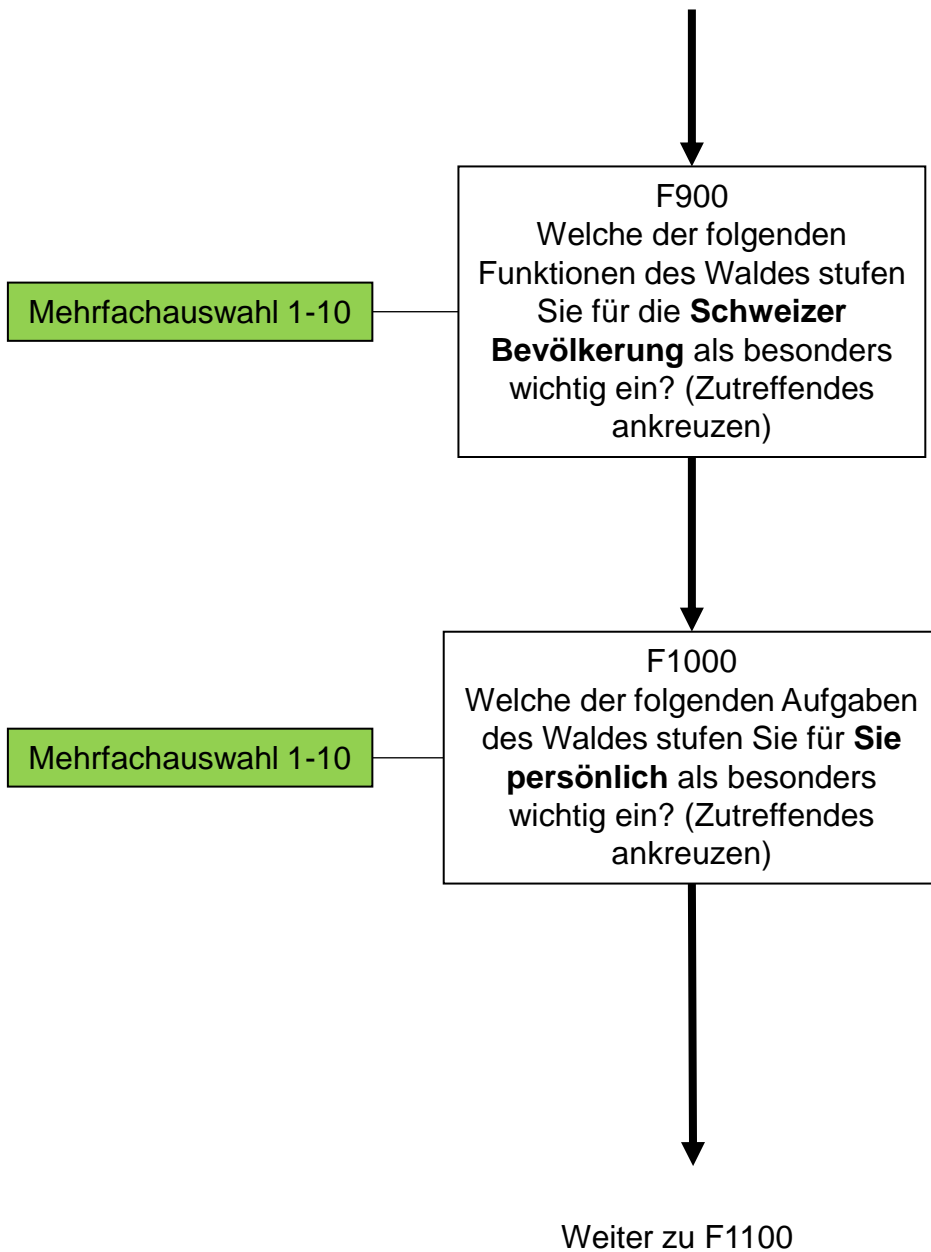 F900
Welche der folgenden
Funktionen des Waldes stufen
Sie für die Schweizer
Bevölkerung als besonders
wichtig ein? (Zutreffendes
ankreuzen)
Mehrfachauswahl 1-10
F1000
Welche der folgenden Aufgaben
des Waldes stufen Sie für Sie
persönlich als besonders
wichtig ein? (Zutreffendes
ankreuzen)
Mehrfachauswahl 1-10
Weiter zu F1100